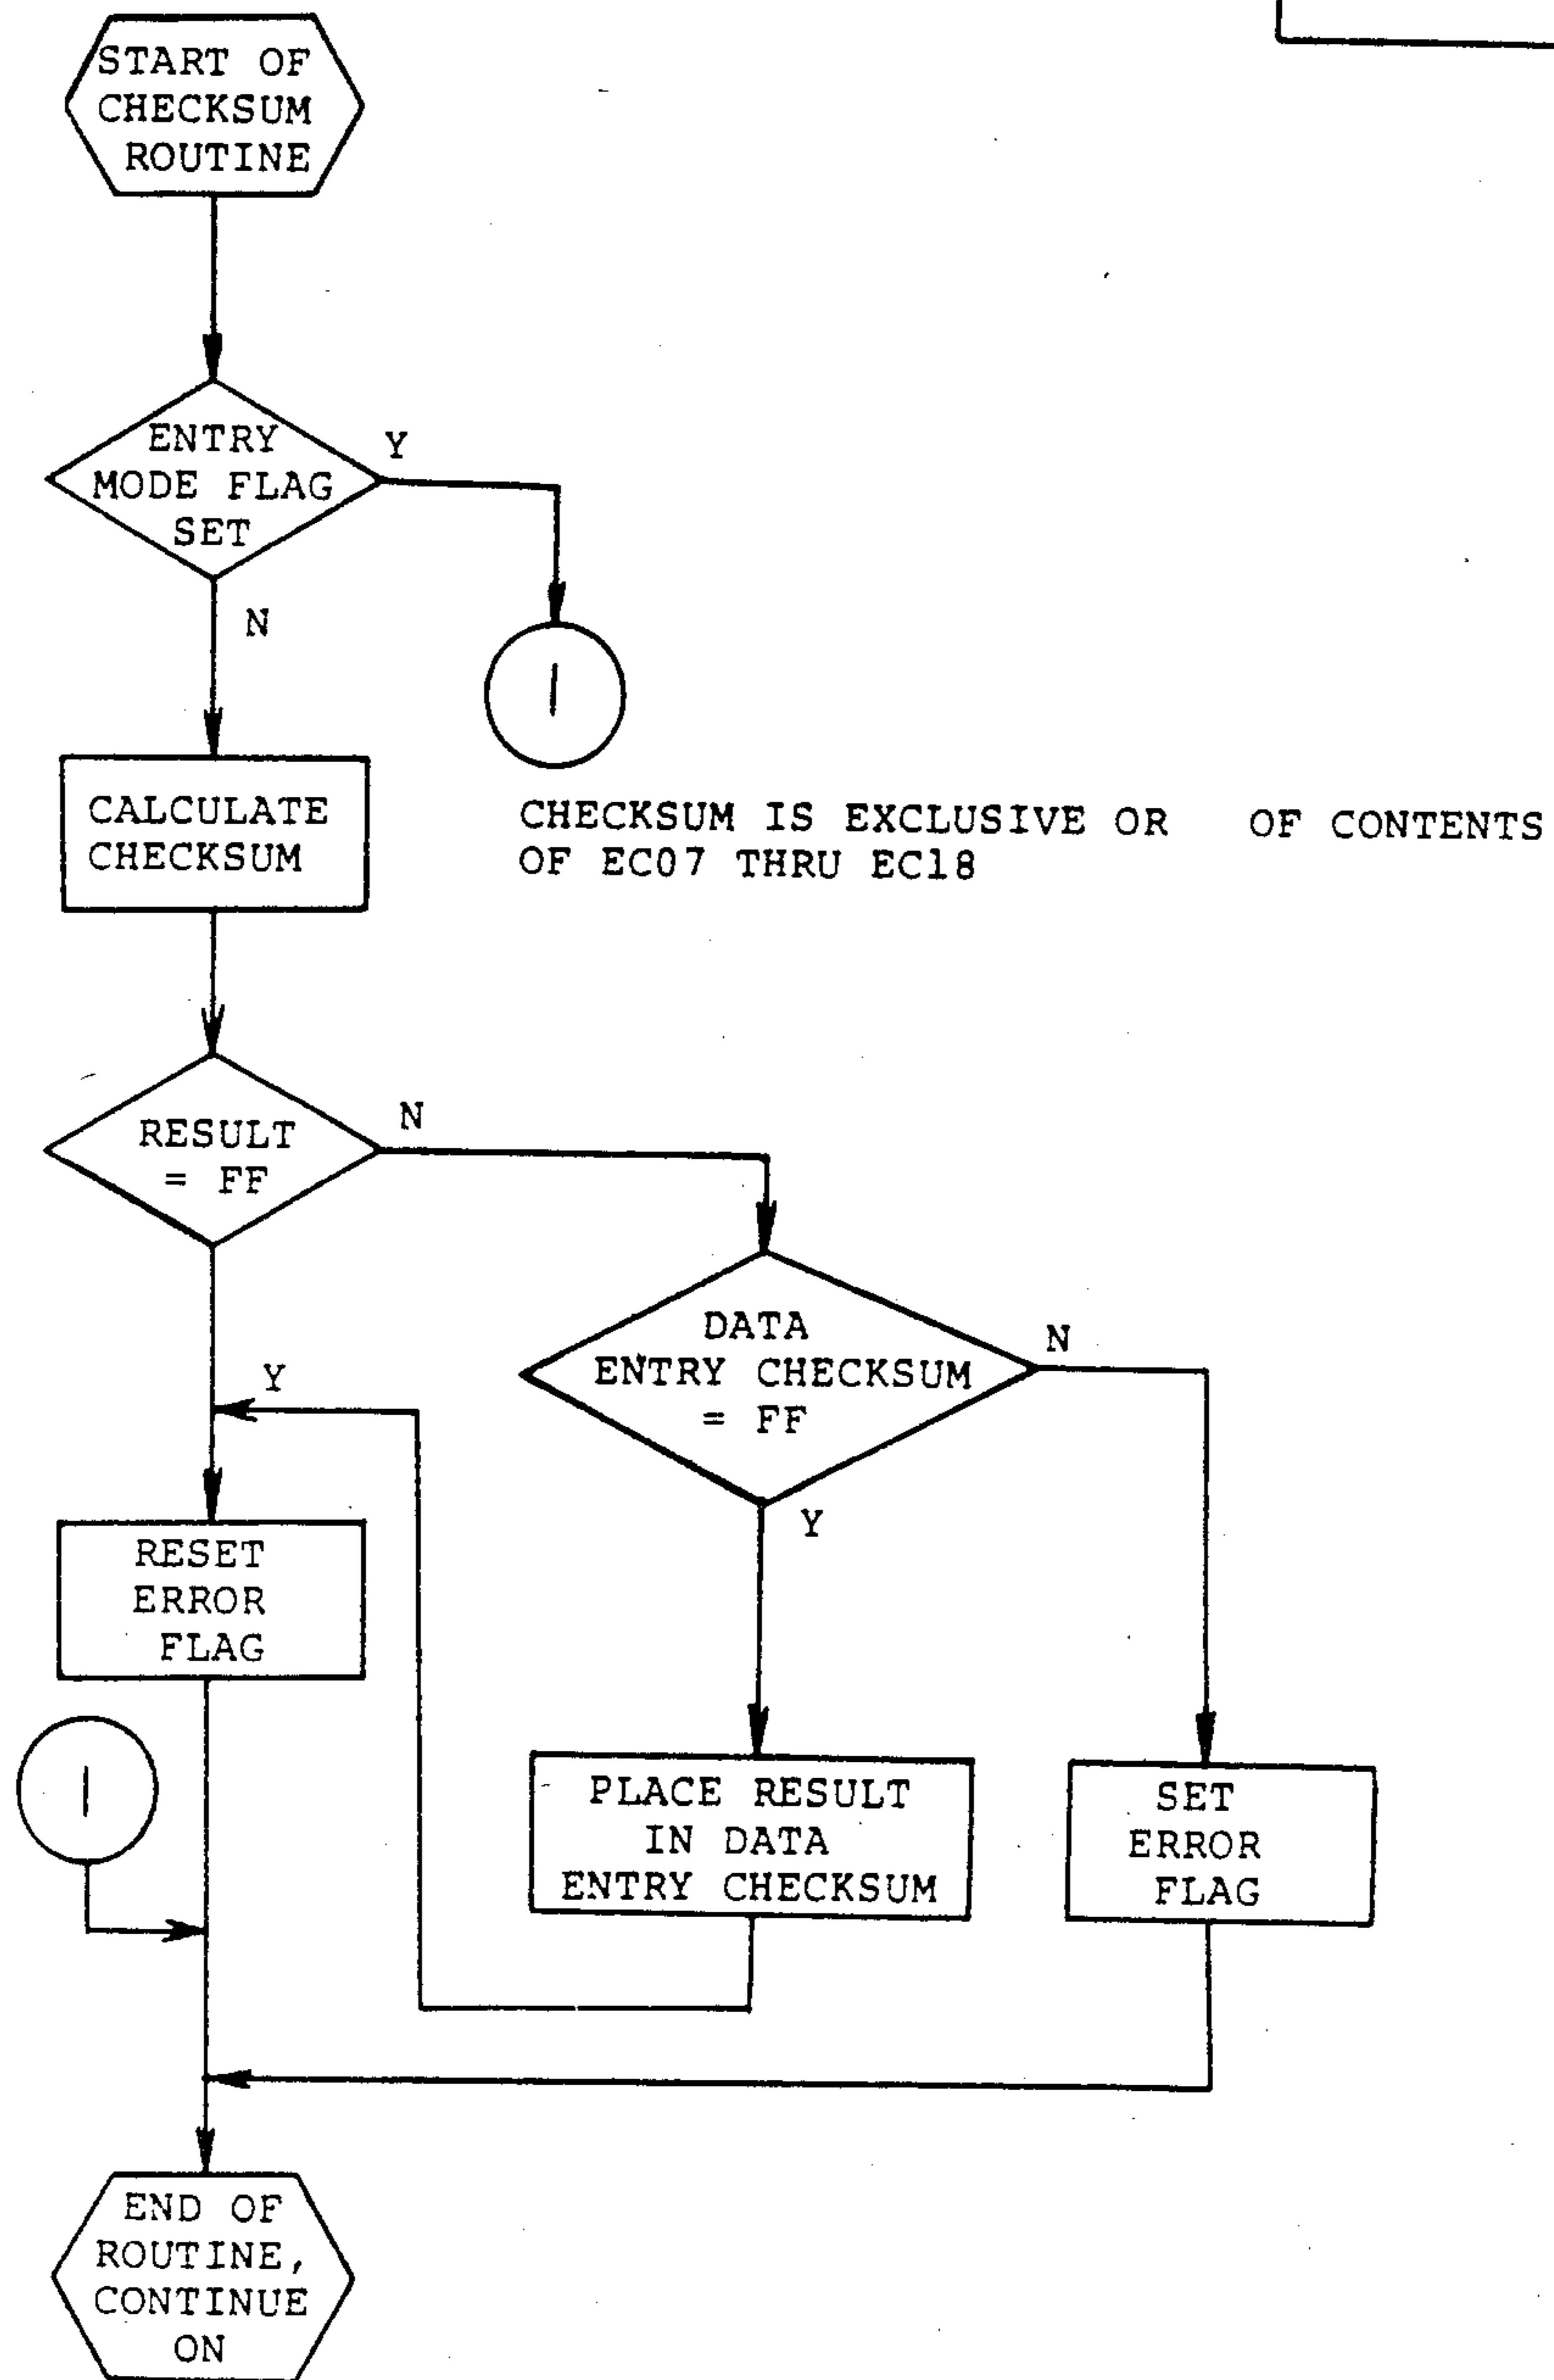 START OF
CHECKSUM
ROUTINE
ENTRY
MODE FLAG
SET
Y
N
1
CALCULATE
CHECKSUM
CHECKSUM IS EXCLUSIVE OR OF CONTENTS
OF EC07 THRU EC18
RESULT
= FF
N
DATA
ENTRY CHECKSUM
= FF
N
Y
Y
RESET
ERROR
FLAG
1
PLACE RESULT
IN DATA
ENTRY CHECKSUM
SET
ERROR
FLAG
END OF
ROUTINE,
CONTINUE
ON